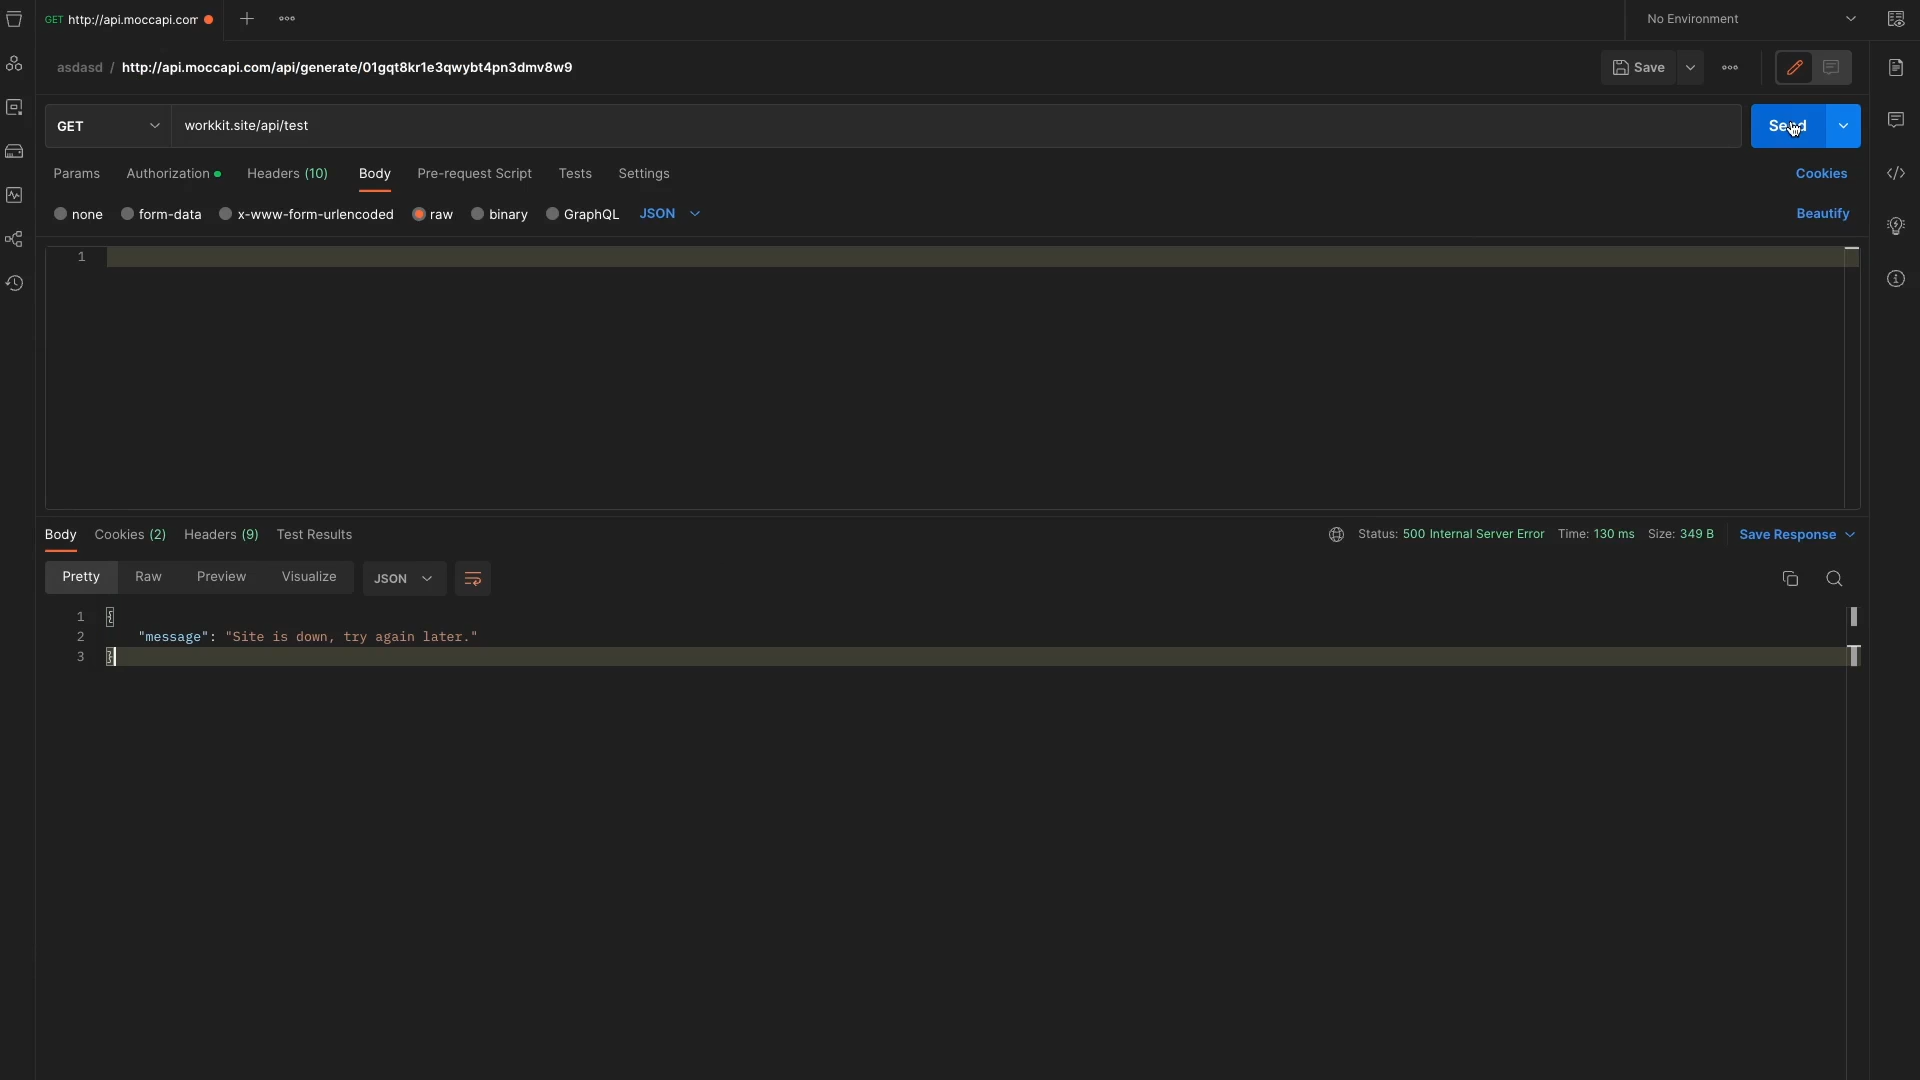 GET http://api.moccapi.com
No Environment
asdasd / http://api.moccapi.com/api/generate/01gqt8kr1e3qwybt4pn3dmv8w9
Save
GET workkit.site/api/test
Send
Params Authorization Headers (10) Body Pre-request Script Tests Settings
Cookies
none form-data x-www-form-urlencoded raw binary GraphQL JSON
Beautify
1
Body Cookies (2) Headers (9) Test Results
Status: 500 Internal Server Error Time: 130 ms Size: 349 B Save Response
Pretty Raw Preview Visualize JSON
1 {
2 "message": "Site is down, try again later."
3 }